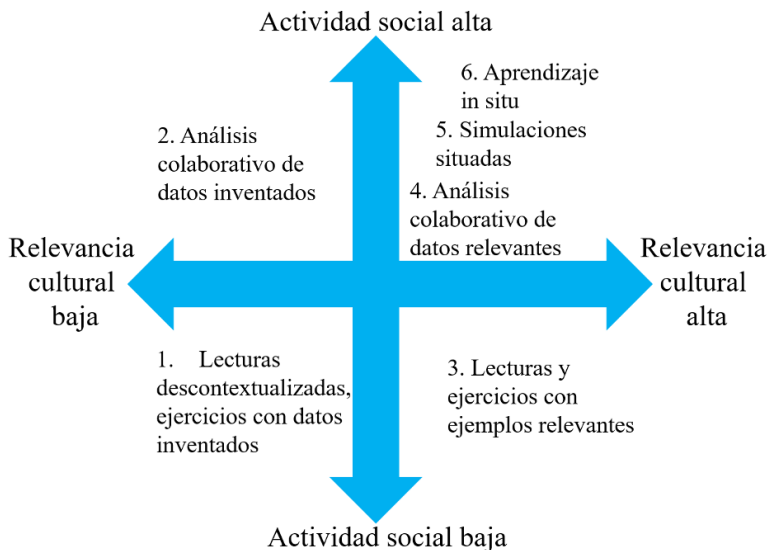 Actividad social alta
6. Aprendizaje
in situ
5. Simulaciones
situadas
2. Análisis
colaborativo de
datos inventados
4. Análisis
colaborativo de
datos relevantes
Relevancia
cultural
baja
Relevancia
cultural
alta
1. Lecturas
descontextualizadas,
ejercicios con datos
inventados
3. Lecturas y
ejercicios con
ejemplos relevantes
Actividad social baja